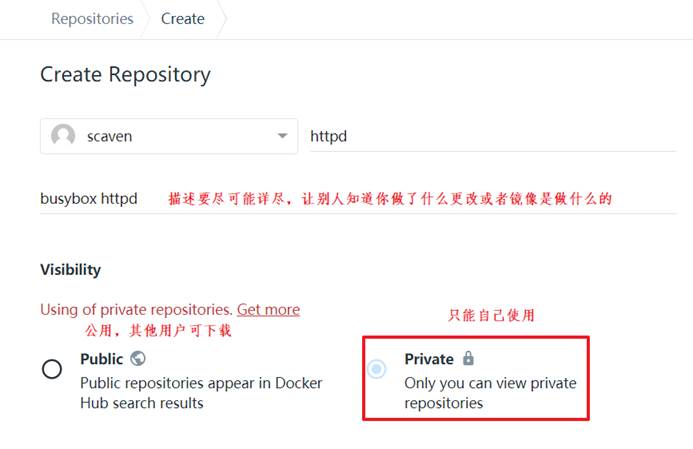 Repositories
Create
Create Repository
scaven
httpd
busybox httpd
描述要尽可能详尽，让别人知道你做了什么更改或者镜像是做什么的
Visibility
Using of private repositories. Get more
公用，其他用户可下载
只能自己使用
Public
Public repositories appear in Docker
Hub search results
Private
Only you can view private
repositories